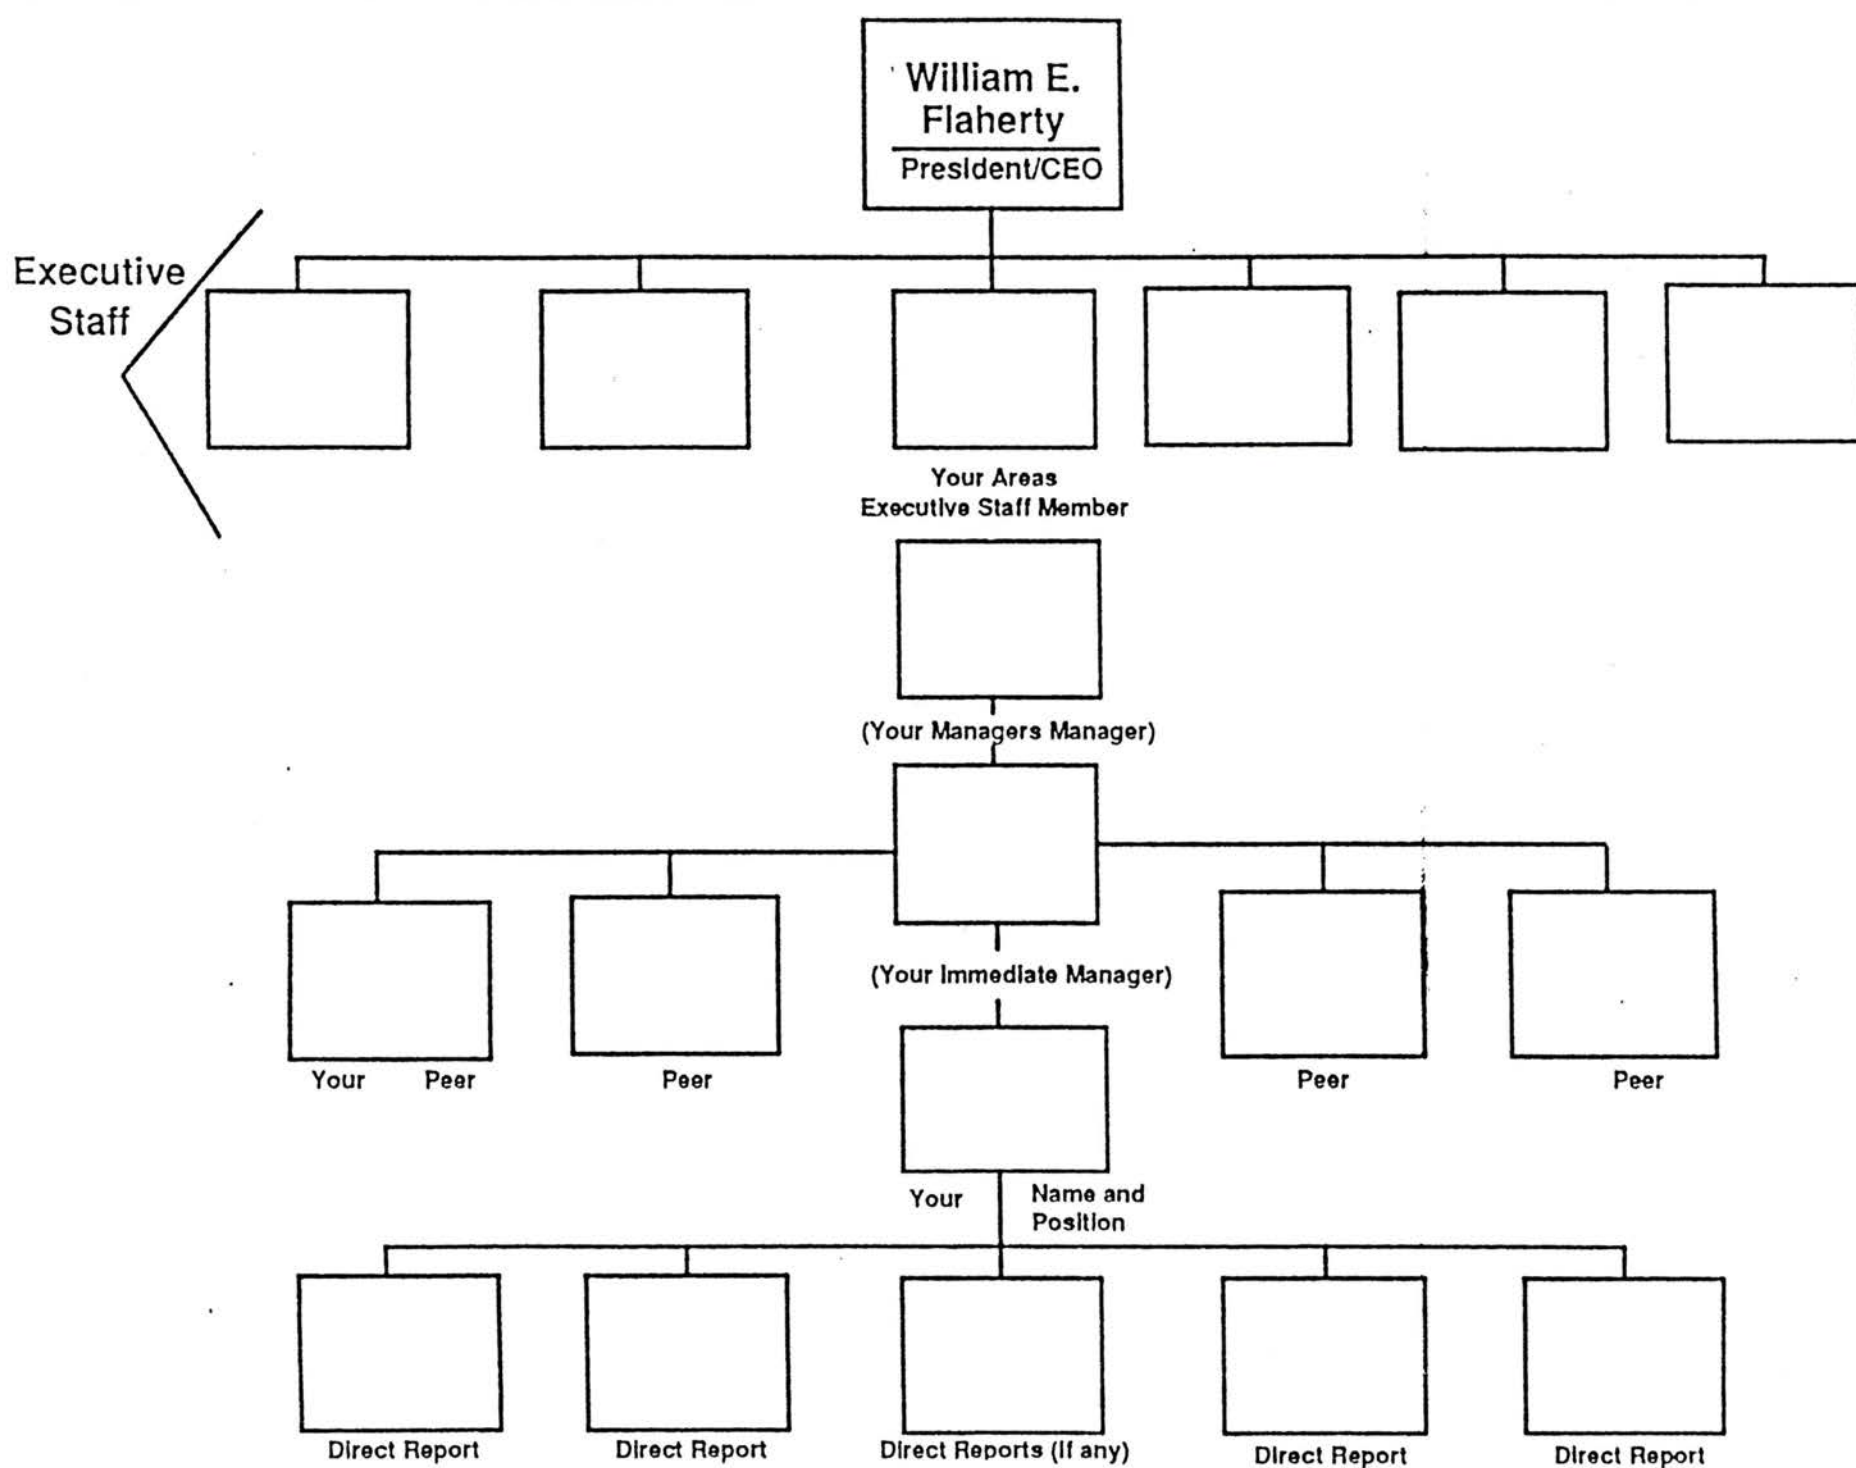 William E.
Flaherty
President/CEO
Executive
Staff
Your Areas
Executive Staff Member
(Your Managers Manager)
(Your Immediate Manager)
Your Peer
Peer
Peer
Peer
Your
Name and
Position
Direct Report
Direct Report
Direct Reports (If any)
Direct Report
Direct Report